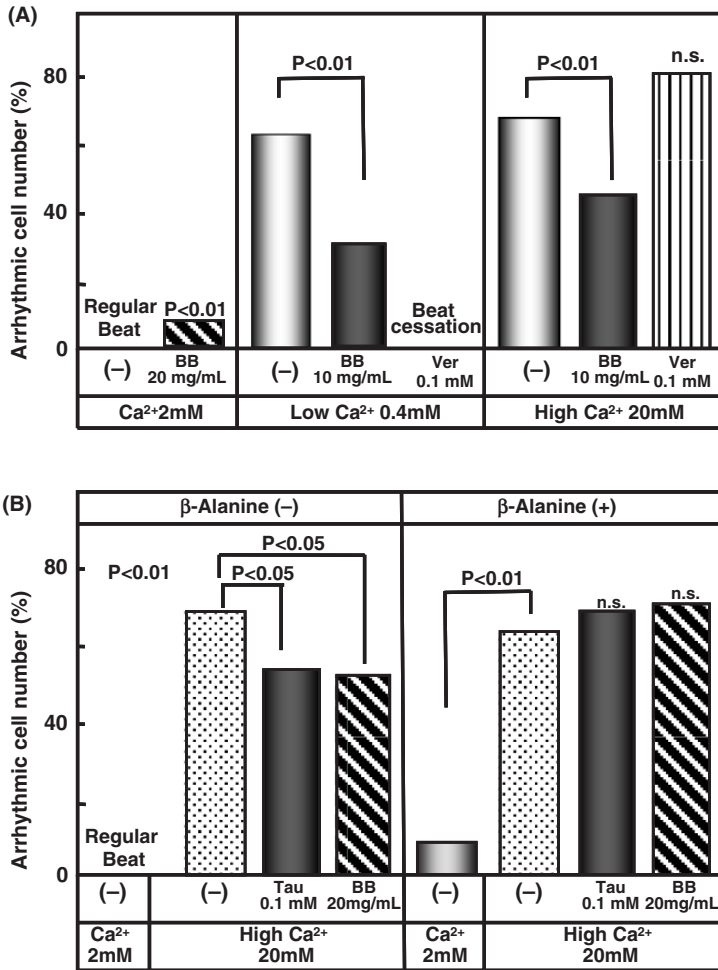 (A)
Arrhythmic cell number (%)
80
40
0
Regular
Beat
P<0.01
P<0.01
Beat
cessation
P<0.01
n.s.
(–)
BB
20 mg/mL
(–)
BB
10 mg/mL
Ver
0.1 mM
(–)
BB
10 mg/mL
Ver
0.1 mM
Ca²⁺2mM
Low Ca²⁺ 0.4mM
High Ca²⁺ 20mM
(B)
Arrhythmic cell number (%)
β-Alanine (–)
β-Alanine (+)
80
40
0
P<0.01
P<0.05
P<0.05
P<0.01
n.s.
n.s.
Regular
Beat
(–)
(–)
Tau
0.1 mM
BB
20mg/mL
(–)
(–)
Tau
0.1 mM
BB
20mg/mL
Ca²⁺
2mM
High Ca²⁺
20mM
Ca²⁺
2mM
High Ca²⁺
20mM